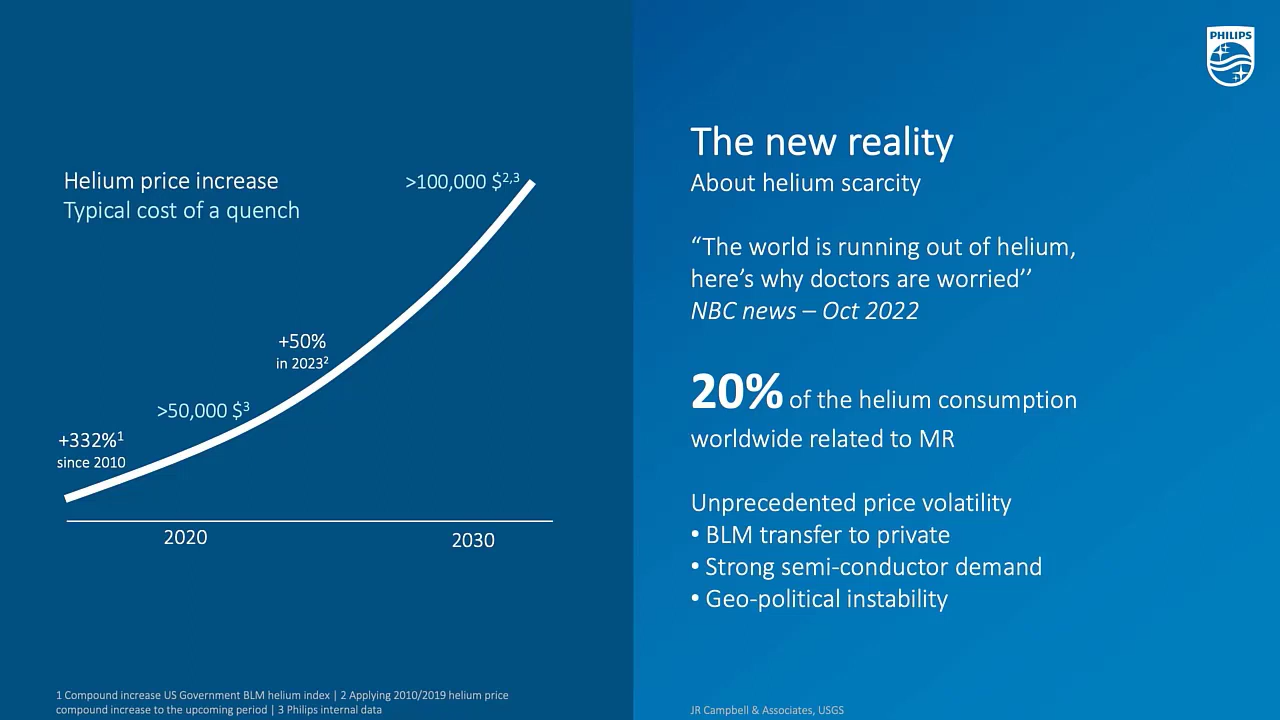 PHILIPS
Helium price increase
Typical cost of a quench
>100,000 $2,3
+50%
in 2023²
>50,000 $³
+332%¹
since 2010
2020
2030
1 Compound increase US Government BLM helium index | 2 Applying 2010/2019 helium price
compound increase to the upcoming period | 3 Philips internal data
The new reality
About helium scarcity
“The world is running out of helium,
here’s why doctors are worried’’
NBC news – Oct 2022
20% of the helium consumption
worldwide related to MR
Unprecedented price volatility
• BLM transfer to private
• Strong semi-conductor demand
• Geo-political instability
JR Campbell & Associates, USGS